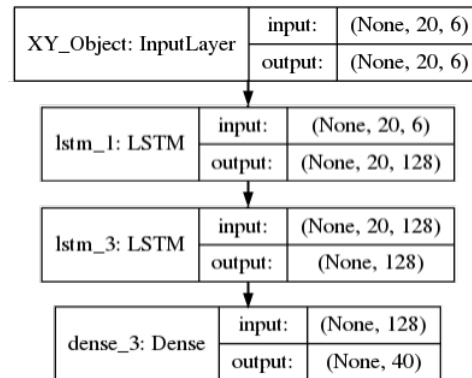 XY_Object: InputLayer
input: (None, 20, 6)
output: (None, 20, 6)
lstm_1: LSTM
input: (None, 20, 6)
output: (None, 20, 128)
lstm_3: LSTM
input: (None, 20, 128)
output: (None, 128)
dense_3: Dense
input: (None, 128)
output: (None, 40)